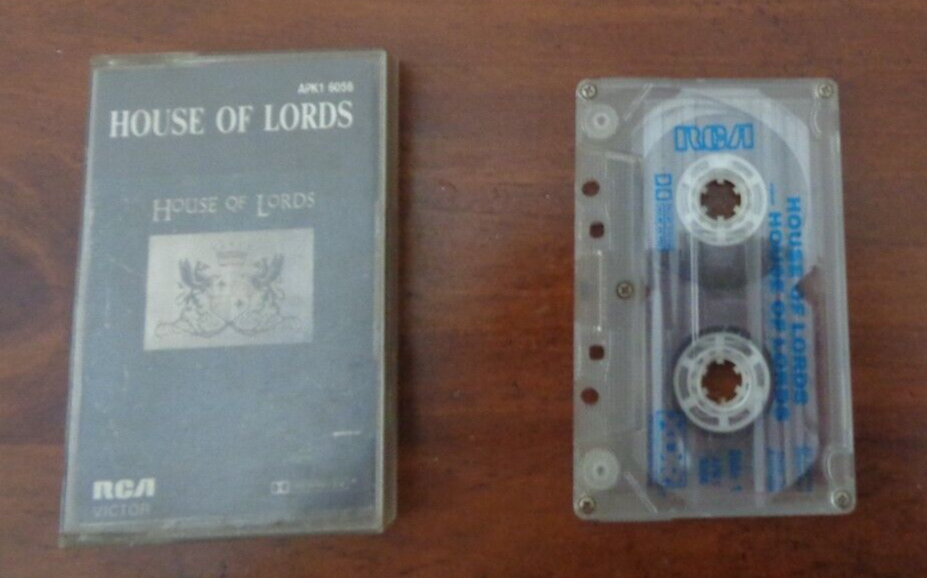 APK1 6056
HOUSE OF LORDS
HOUSE OF LORDS
RCA
VICTOR
RCA
HOUSE OF LORDS
HOUSE OF LORDS